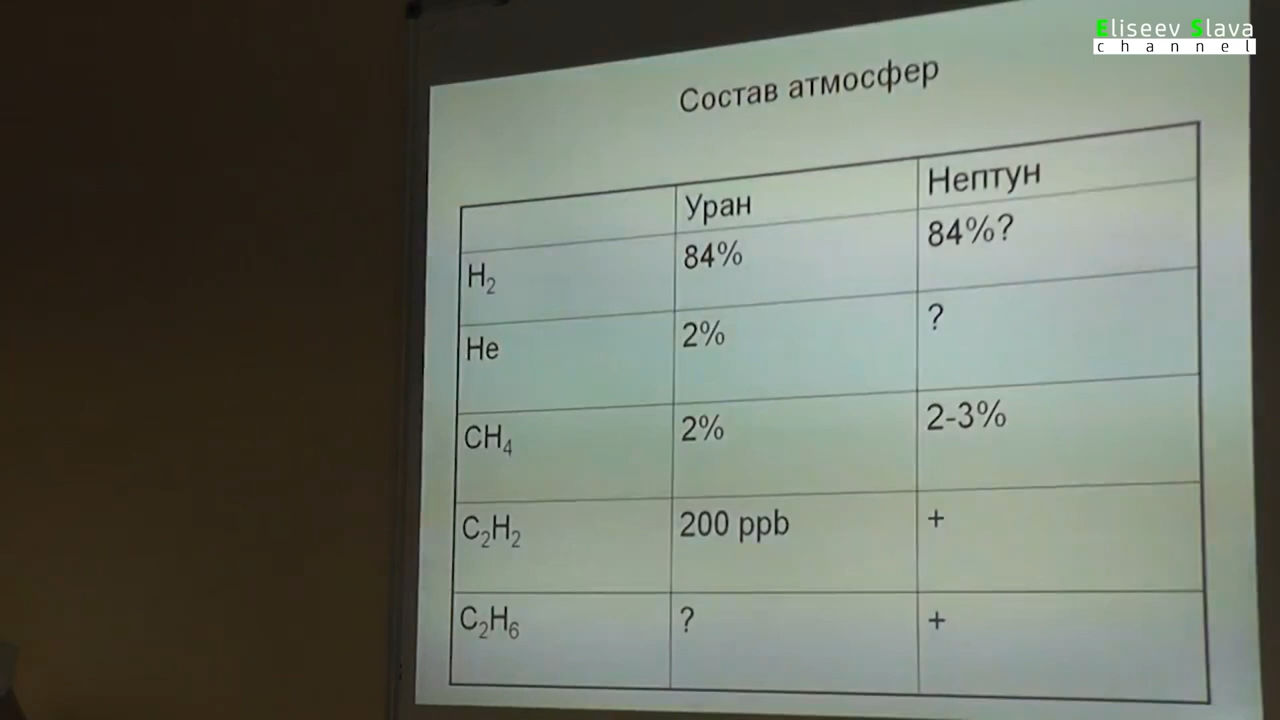 Eliseev Slava
channel
Состав атмосфер
Уран Нептун
H₂ 84% 84%?
He 2% ?
CH₄ 2% 2-3%
C₂H₂ 200 ppb +
C₂H₆ ? +